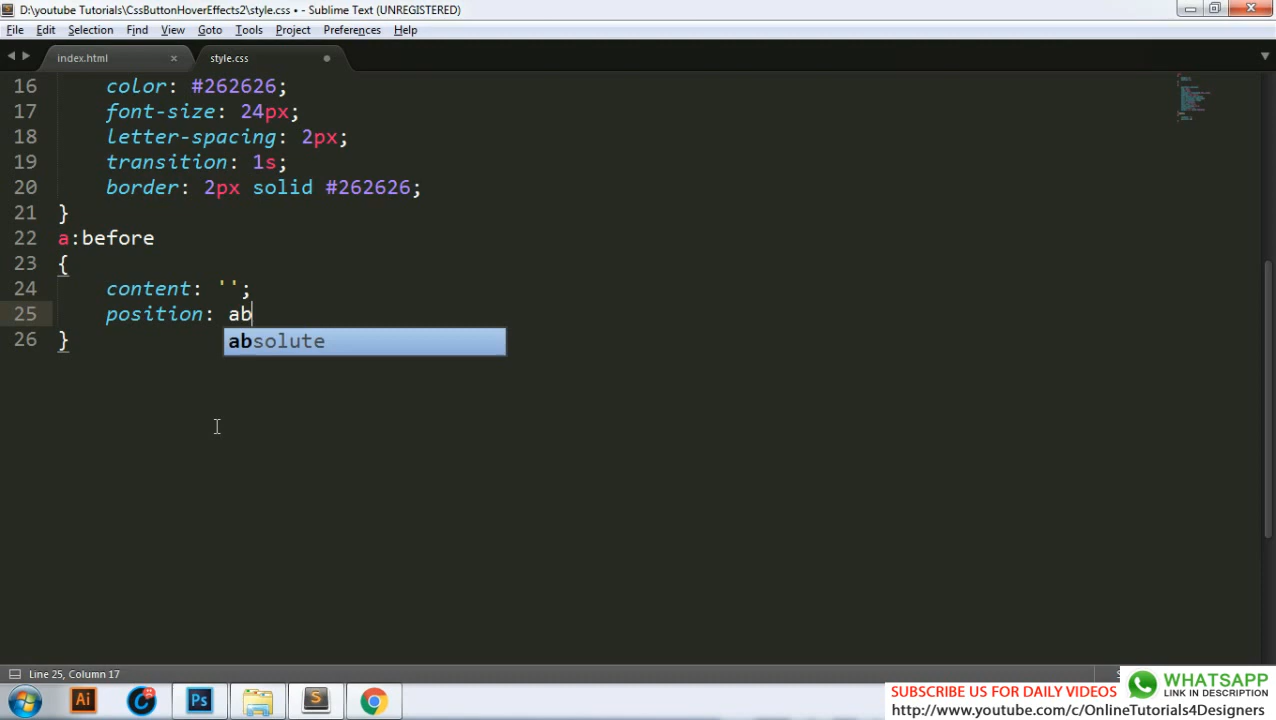 D:\youtube Tutorials\CssButtonHoverEffects2\style.css • - Sublime Text (UNREGISTERED)
File Edit Selection Find View Goto Tools Project Preferences Help
index.html × style.css
16 color: #262626;
17 font-size: 24px;
18 letter-spacing: 2px;
19 transition: 1s;
20 border: 2px solid #262626;
21 }
22 a:before
23 {
24 content: '';
25 position: ab
absolute
26 }
Line 25, Column 17
Ai Ps S
SUBSCRIBE US FOR DAILY VIDEOS
http://www.youtube.com/c/OnlineTutorials4Designers
WHATSAPP
LINK IN DESCRIPTION